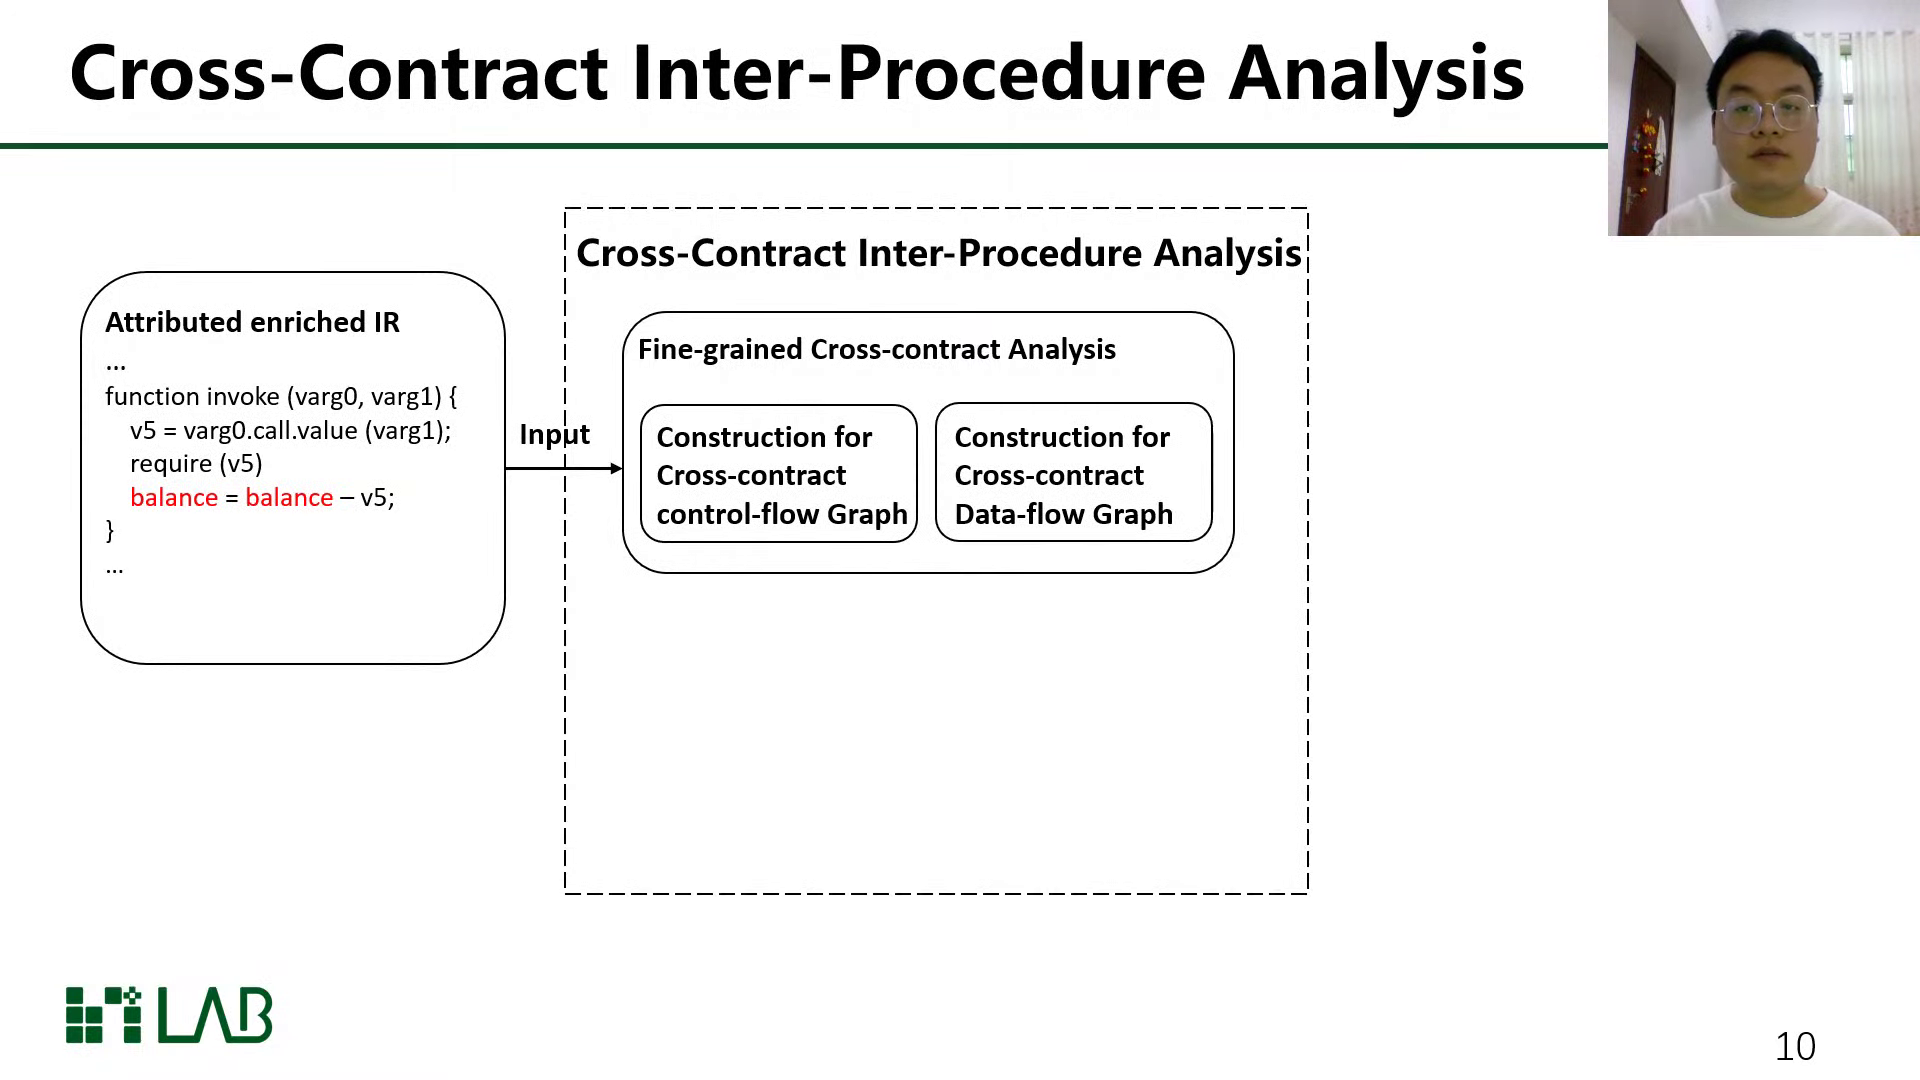 Cross-Contract Inter-Procedure Analysis
Cross-Contract Inter-Procedure Analysis
Attributed enriched IR
...
function invoke (varg0, varg1) {
v5 = varg0.call.value (varg1);
require (v5)
balance = balance – v5;
}
...
Input
Fine-grained Cross-contract Analysis
Construction for
Cross-contract
control-flow Graph
Construction for
Cross-contract
Data-flow Graph
LAB
10